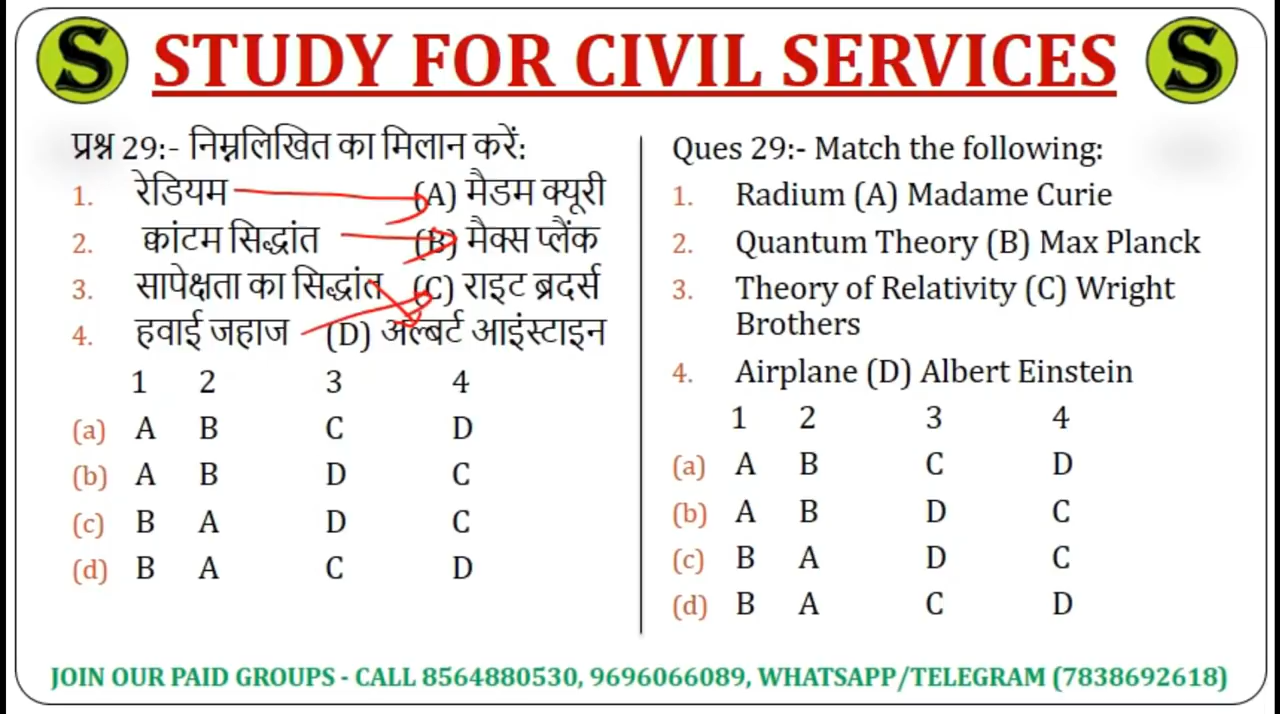 S STUDY FOR CIVIL SERVICES S
प्रश्न 29:- निम्नलिखित का मिलान करें:
1. रेडियम (A) मैडम क्यूरी
2. क्वांटम सिद्धांत (B) मैक्स प्लैंक
3. सापेक्षता का सिद्धांत (C) राइट ब्रदर्स
4. हवाई जहाज (D) अल्बर्ट आइंस्टाइन
1 2 3 4
(a) A B C D
(b) A B D C
(c) B A D C
(d) B A C D
Ques 29:- Match the following:
1. Radium (A) Madame Curie
2. Quantum Theory (B) Max Planck
3. Theory of Relativity (C) Wright
Brothers
4. Airplane (D) Albert Einstein
1 2 3 4
(a) A B C D
(b) A B D C
(c) B A D C
(d) B A C D
JOIN OUR PAID GROUPS - CALL 8564880530, 9696066089, WHATSAPP/TELEGRAM (7838692618)